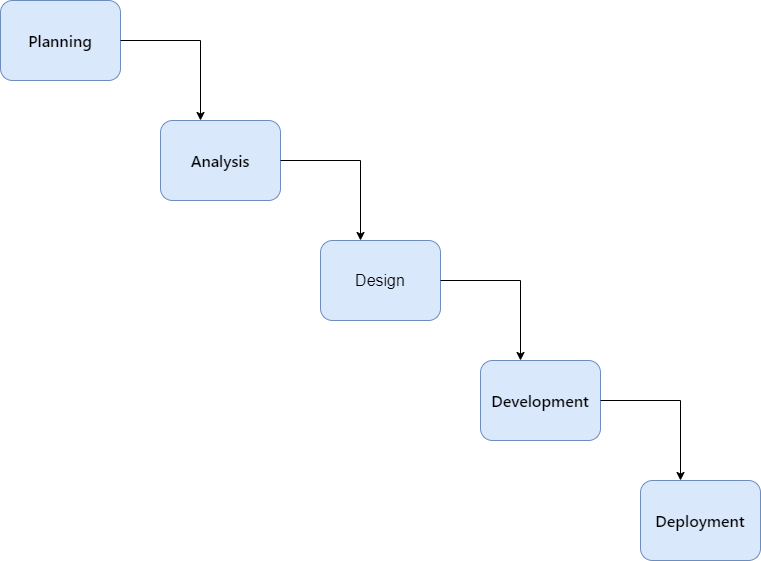 Planning
Analysis
Design
Development
Deployment